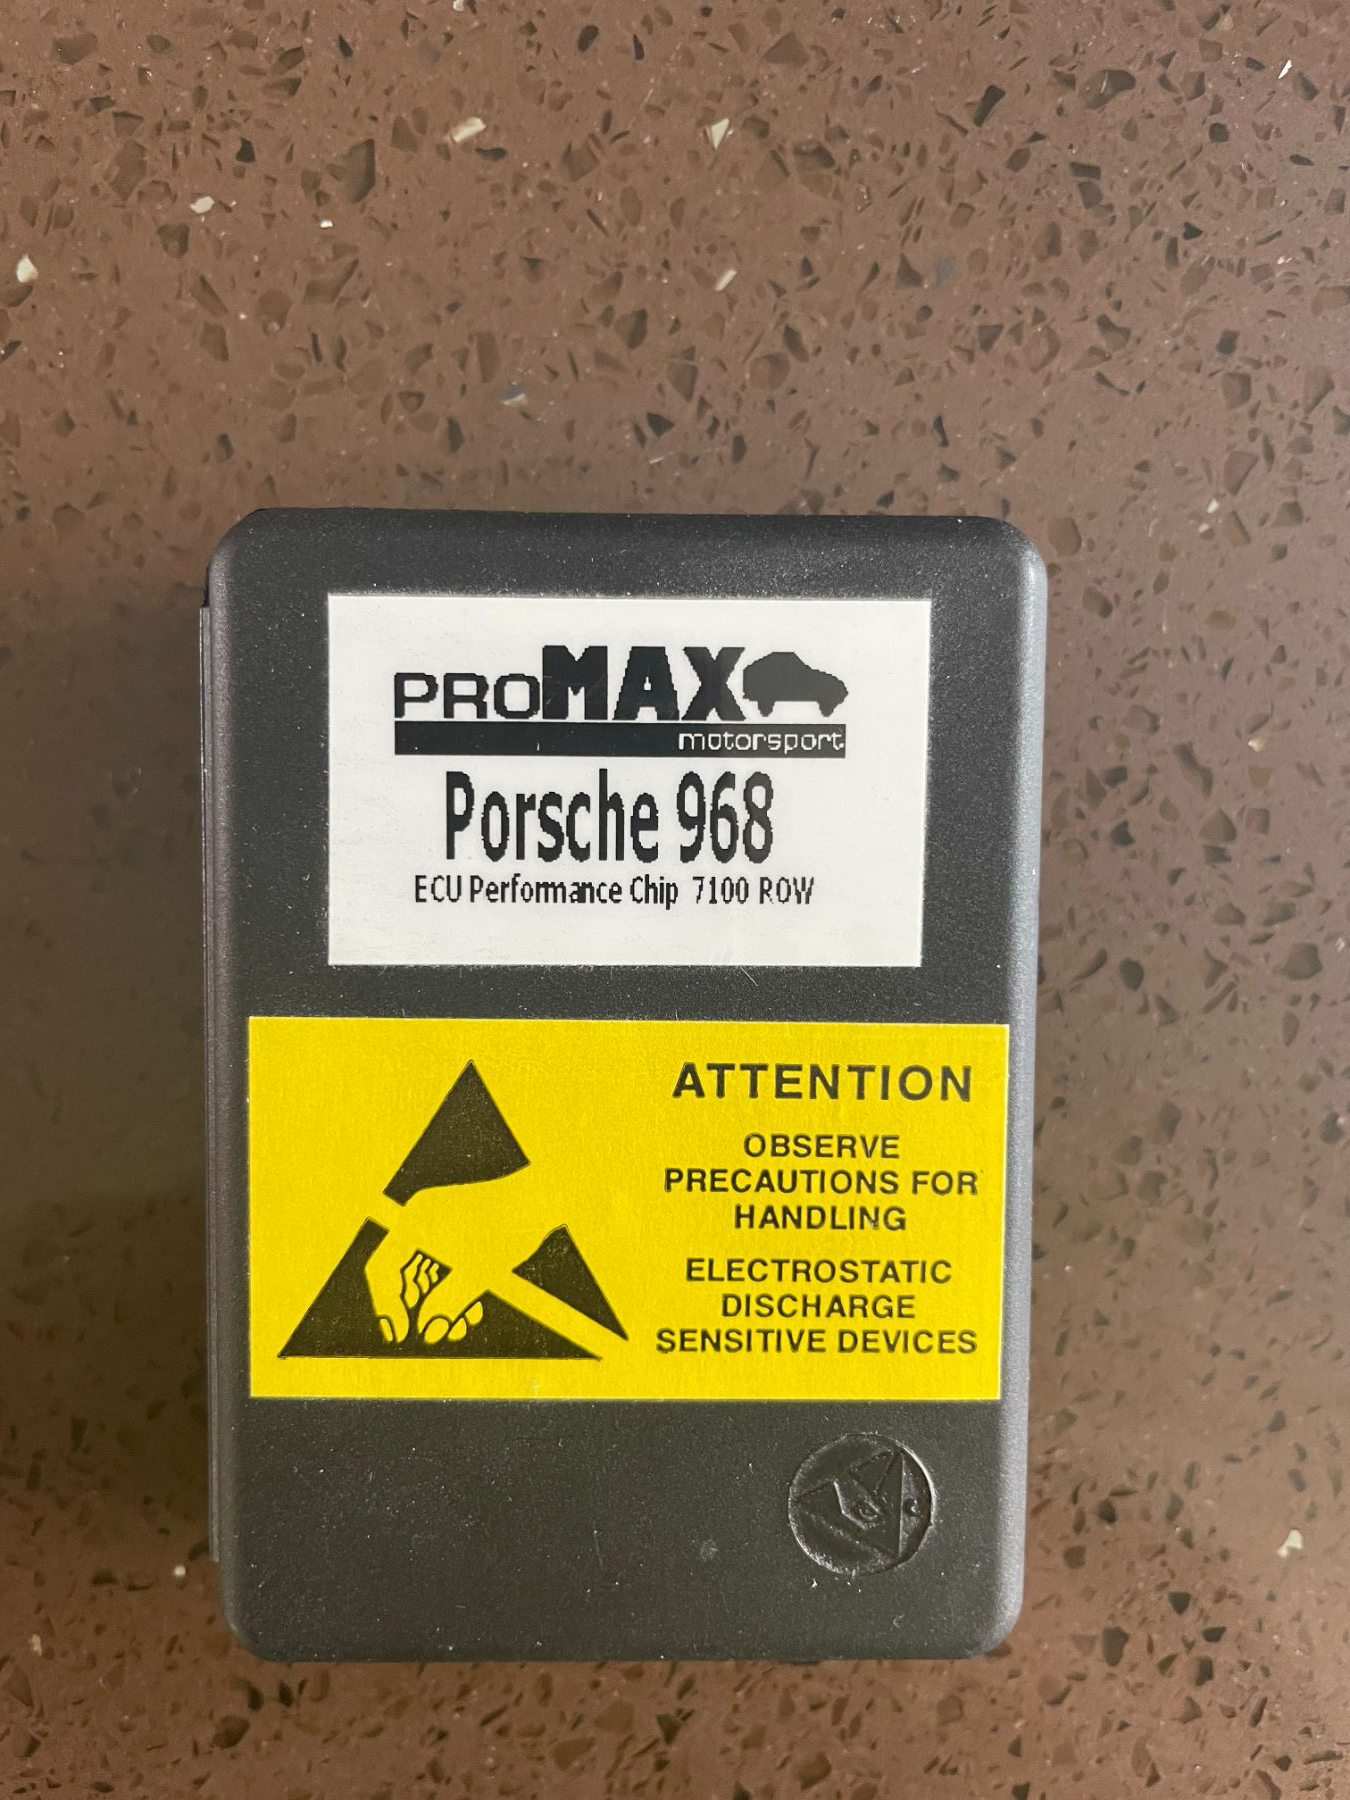 PROMAX
motorsport
Porsche 968
ECU Performance Chip 7100 ROW
ATTENTION
OBSERVE
PRECAUTIONS FOR
HANDLING
ELECTROSTATIC
DISCHARGE
SENSITIVE DEVICES